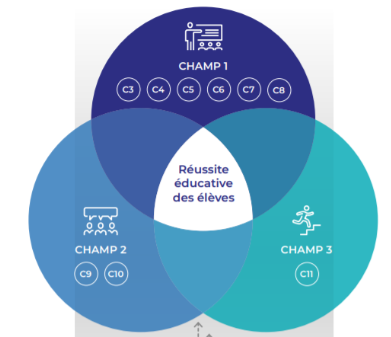 CHAMP 1
C3 C4 C5 C6 C7 C8
Réussite
éducative
des élèves
CHAMP 2
C9 C10
CHAMP 3
C11